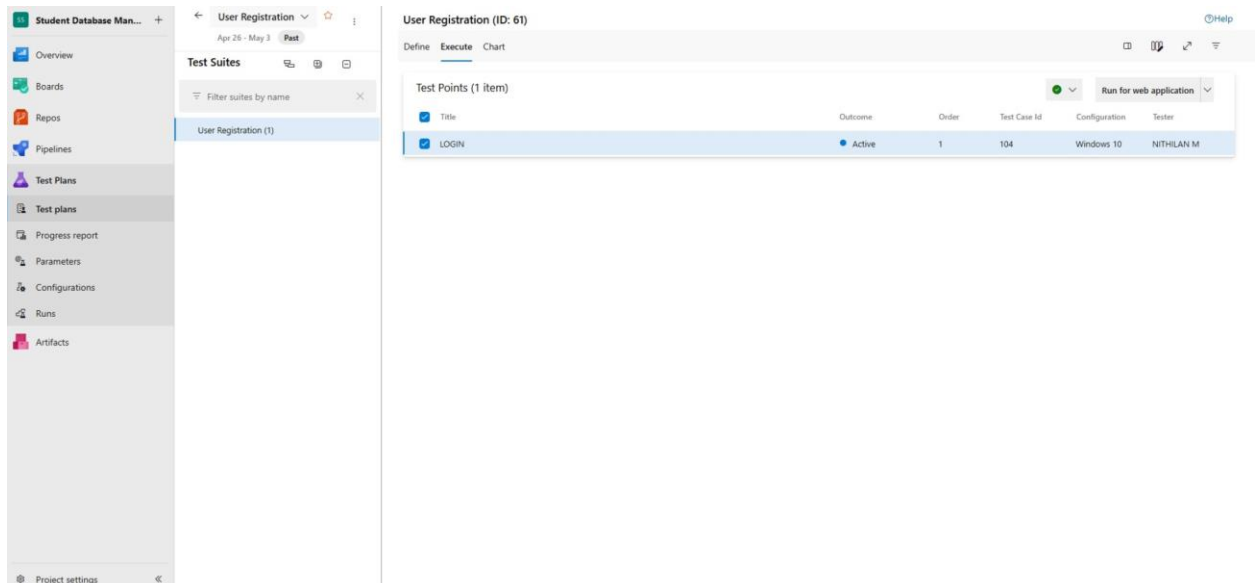 SS Student Database Man... +
Overview
Boards
Repos
Pipelines
Test Plans
Test plans
Progress report
Parameters
Configurations
Runs
Artifacts
Project settings
User Registration
Apr 26 - May 3 Past
Test Suites
Filter suites by name
User Registration (1)
User Registration (ID: 61)
Help
Define Execute Chart
Test Points (1 item)
Run for web application
Title Outcome Order Test Case Id Configuration Tester
LOGIN Active 1 104 Windows 10 NITHILAN M